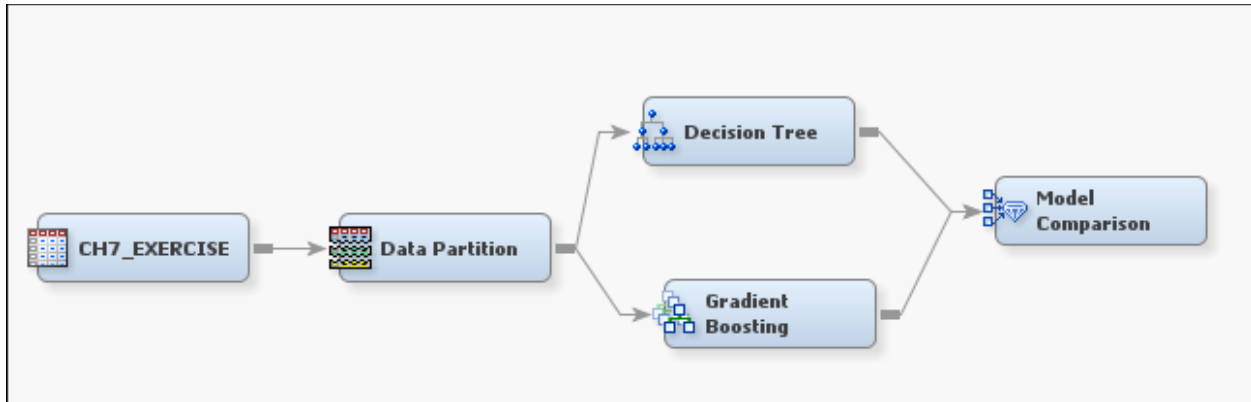 CH7_EXERCISE
Data Partition
Decision Tree
Gradient
Boosting
Model
Comparison